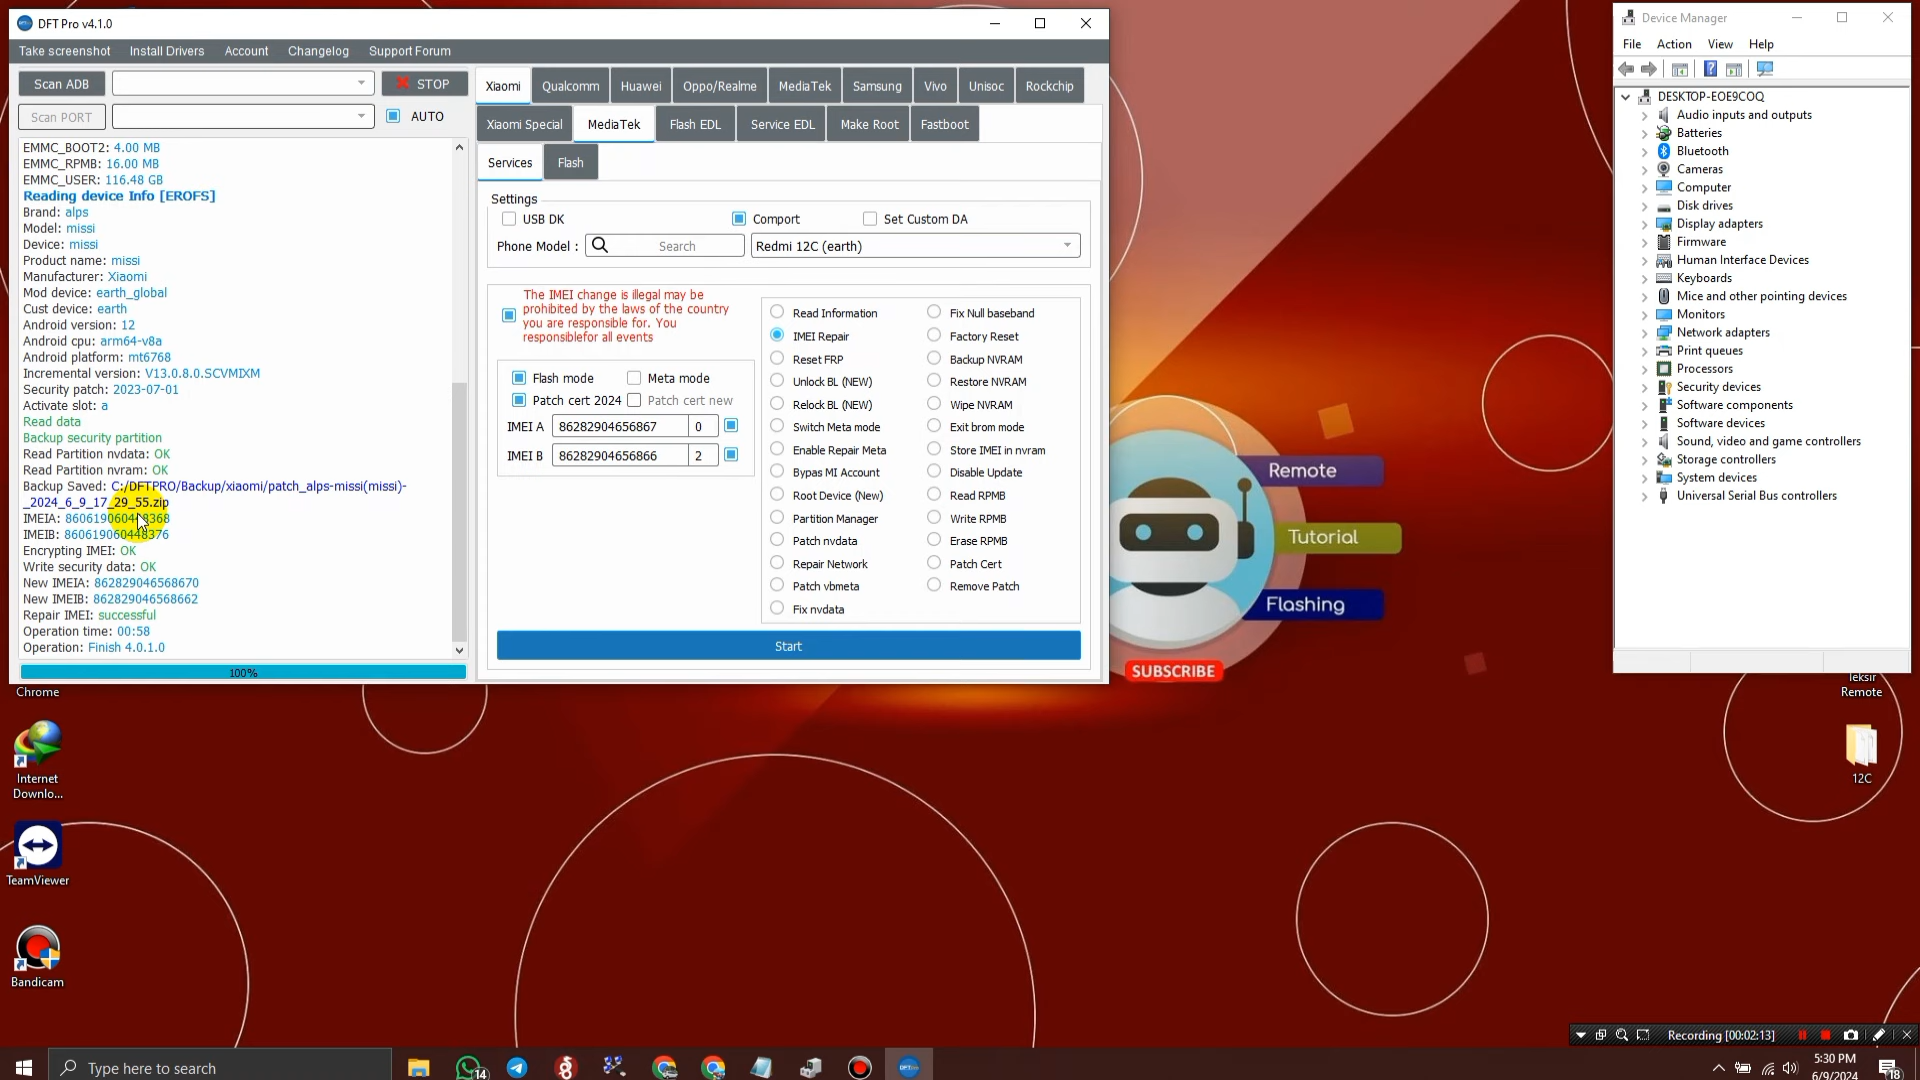 DFT Pro v4.1.0
Take screenshot Install Drivers Account Changelog Support Forum
Scan ADB
STOP
Scan PORT
AUTO
EMMC_BOOT2: 4.00 MB
EMMC_RPMB: 16.00 MB
EMMC_USER: 116.48 GB
Reading device Info [EROFS]
Brand: alps
Model: missi
Device: missi
Product name: missi
Manufacturer: Xiaomi
Mod device: earth_global
Cust device: earth
Android version: 12
Android cpu: arm64-v8a
Android platform: mt6768
Incremental version: V13.0.8.0.SCVMIXM
Security patch: 2023-07-01
Activate slot: a
Read data
Backup security partition
Read Partition nvdata: OK
Read Partition nvram: OK
Backup Saved: C:/DFTPRO/Backup/xiaomi/patch_alps-missi(missi)-
_2024_6_9_17_29_55.zip
IMEIA: 860619060448368
IMEIB: 860619060448376
Encrypting IMEI: OK
Write security data: OK
New IMEIA: 862829046568670
New IMEIB: 862829046568662
Repair IMEI: successful
Operation time: 00:58
Operation: Finish 4.0.1.0
100%
Xiaomi Qualcomm Huawei Oppo/Realme MediaTek Samsung Vivo Unisoc Rockchip
Xiaomi Special MediaTek Flash EDL Service EDL Make Root Fastboot
Services Flash
Settings
USB DK Comport Set Custom DA
Phone Model : Search Redmi 12C (earth)
The IMEI change is illegal may be
prohibited by the laws of the country
you are responsible for. You
responsiblefor all events
Flash mode Meta mode
Patch cert 2024 Patch cert new
IMEI A 86282904656867 0
IMEI B 86282904656866 2
Read Information Fix Null baseband
IMEI Repair Factory Reset
Reset FRP Backup NVRAM
Unlock BL (NEW) Restore NVRAM
Relock BL (NEW) Wipe NVRAM
Switch Meta mode Exit brom mode
Enable Repair Meta Store IMEI in nvram
Bypas MI Account Disable Update
Root Device (New) Read RPMB
Partition Manager Write RPMB
Patch nvdata Erase RPMB
Repair Network Patch Cert
Patch vbmeta Remove Patch
Fix nvdata
Start
Remote
Tutorial
Flashing
SUBSCRIBE
Device Manager
File Action View Help
DESKTOP-EOE9COQ
Audio inputs and outputs
Batteries
Bluetooth
Cameras
Computer
Disk drives
Display adapters
Firmware
Human Interface Devices
Keyboards
Mice and other pointing devices
Monitors
Network adapters
Print queues
Processors
Security devices
Software components
Software devices
Sound, video and game controllers
Storage controllers
System devices
Universal Serial Bus controllers
Chrome
Internet
Downlo...
TeamViewer
Bandicam
Teksir
Remote
12C
Recording [00:02:13]
Type here to search
14
5:30 PM
6/9/2024
18